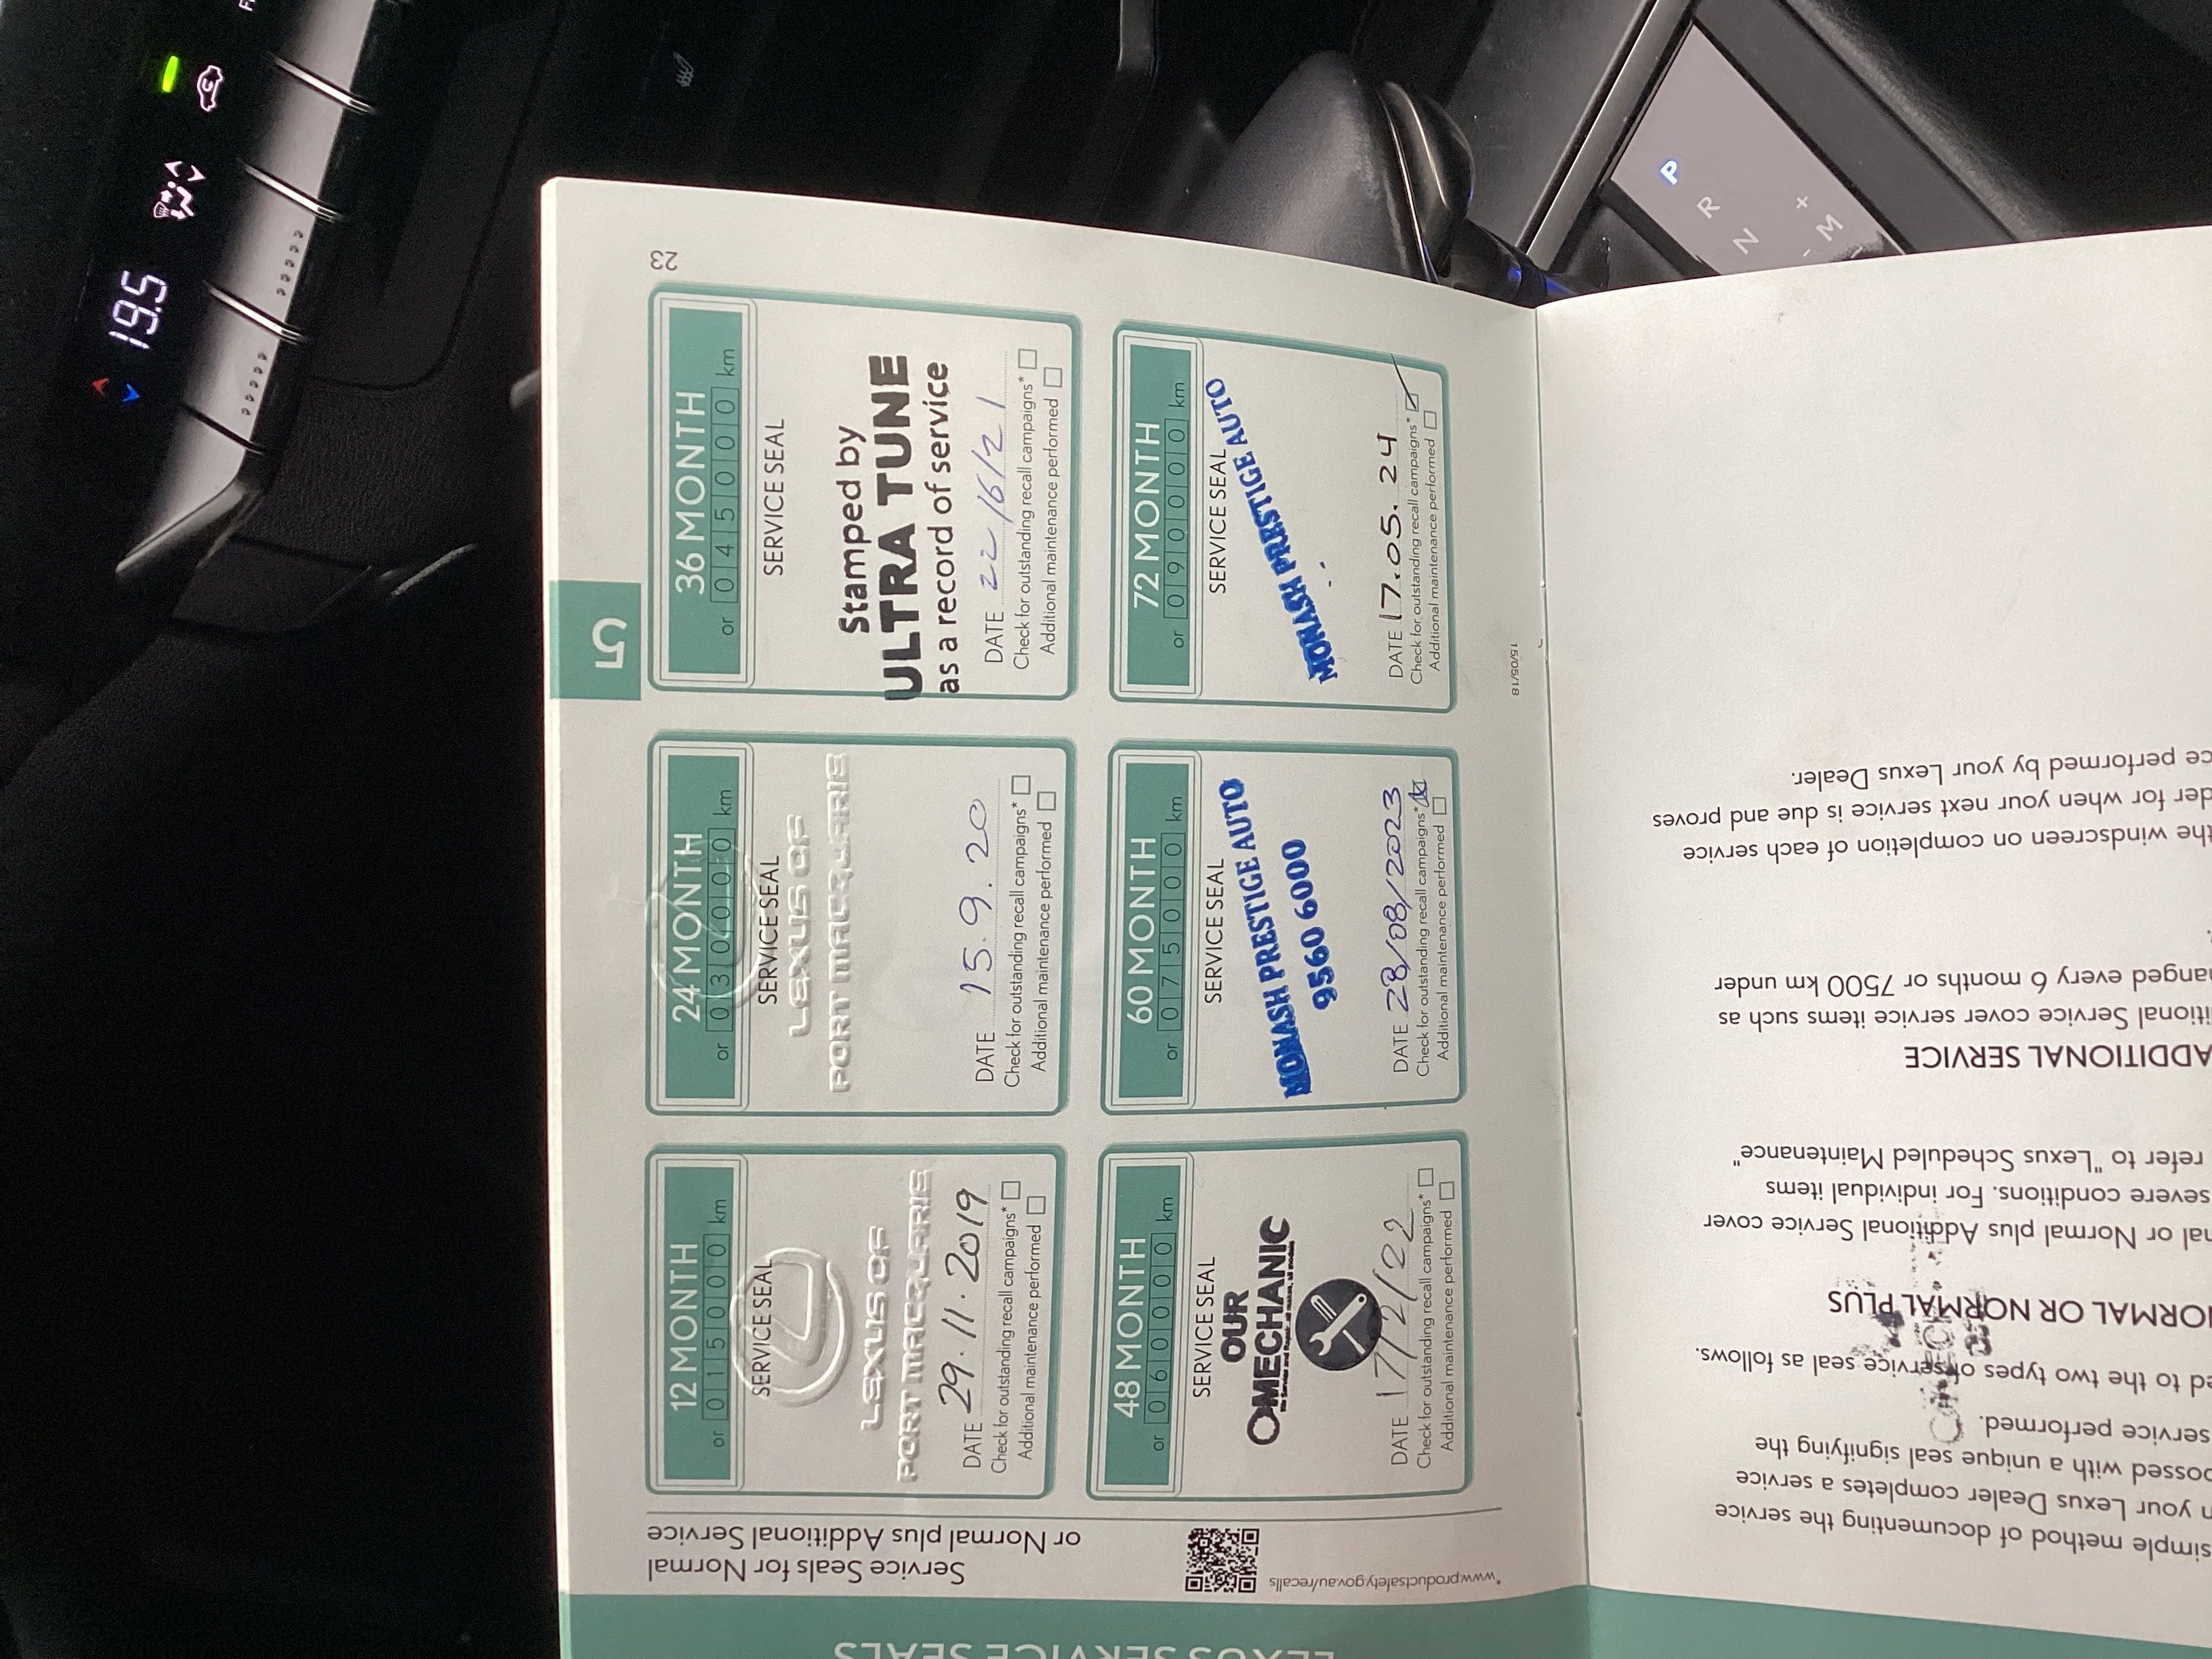 19.5
P
R
N
+
M
-
LEXUS SERVICE SEALS
Service Seals for Normal
or Normal plus Additional Service
*www.productsafety.gov.au/recalls
5
12 MONTH
or 015000 km
SERVICE SEAL
LEXUS OF
PORT MACQUARIE
DATE 29.11.2019
Check for outstanding recall campaigns*
Additional maintenance performed
24 MONTH
or 030000 km
SERVICE SEAL
LEXUS OF
PORT MACQUARIE
DATE 15.9.20
Check for outstanding recall campaigns*
Additional maintenance performed
36 MONTH
or 045000 km
SERVICE SEAL
Stamped by
ULTRA TUNE
as a record of service
DATE 22/6/21
Check for outstanding recall campaigns*
Additional maintenance performed
48 MONTH
or 060000 km
SERVICE SEAL
OUR
MECHANIC
DATE 17/2/22
Check for outstanding recall campaigns*
Additional maintenance performed
60 MONTH
or 075000 km
SERVICE SEAL
MONASH PRESTIGE AUTO
9560 6000
DATE 28/08/2023
Check for outstanding recall campaigns*
Additional maintenance performed
72 MONTH
or 090000 km
SERVICE SEAL
MONASH PRESTIGE AUTO
DATE 17.05.24
Check for outstanding recall campaigns*
Additional maintenance performed
23
15/05/18
simple method of documenting the service
your Lexus Dealer completes a service
with a unique seal signifying the
service performed.
to the two types of service seal as follows.
NORMAL PLUS
or Normal plus Additional Service cover
severe conditions. For individual items
refer to "Lexus Scheduled Maintenance"
ADDITIONAL SERVICE
Service cover service items such as
every 6 months or 7500 km under
the windscreen on completion of each service
for when your next service is due and proves
performed by your Lexus Dealer.